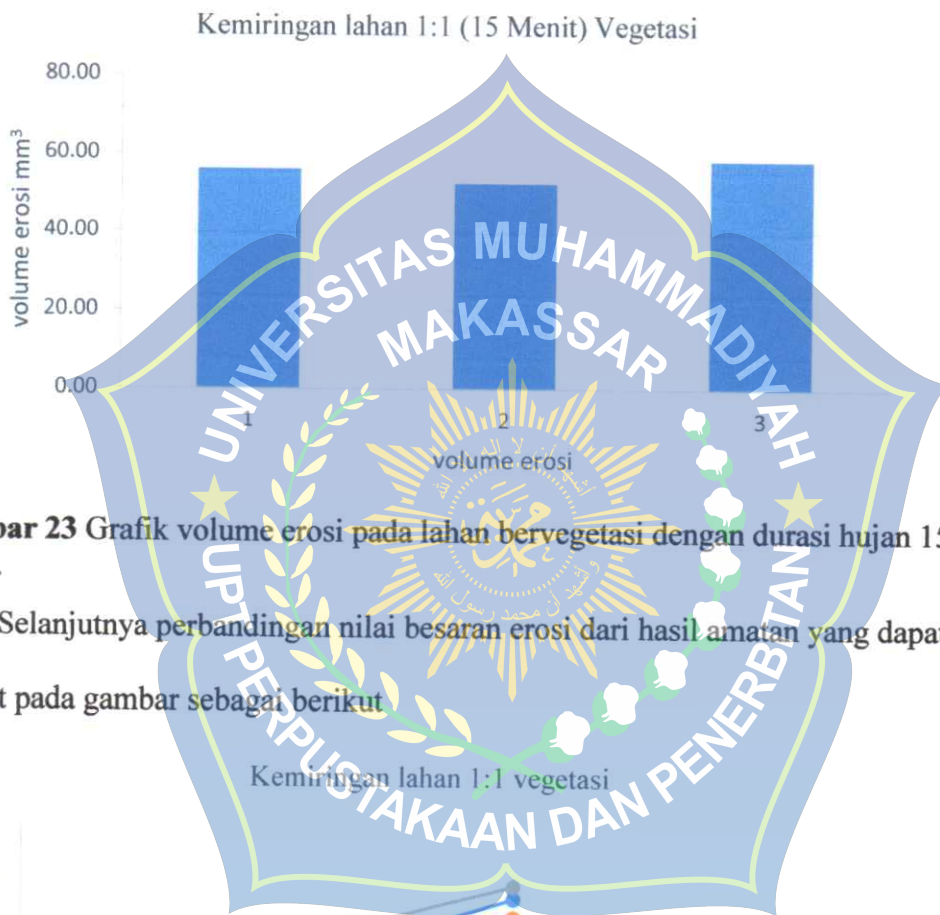 Kemiringan lahan 1:1 (15 Menit) Vegetasi
80.00
60.00
40.00
20.00
0.00
volume erosi mm³
1
2
3
volume erosi
bar 23 Grafik volume erosi pada lahan bervegetasi dengan durasi hujan 15
Selanjutnya perbandingan nilai besaran erosi dari hasil amatan yang dapa
t pada gambar sebagai berikut
Kemiringan lahan 1:1 vegetasi
UNIVERSITAS MUHAMMADIYAH
MAKASSAR
UPT PERPUSTAKAAN DAN PENERBITAN